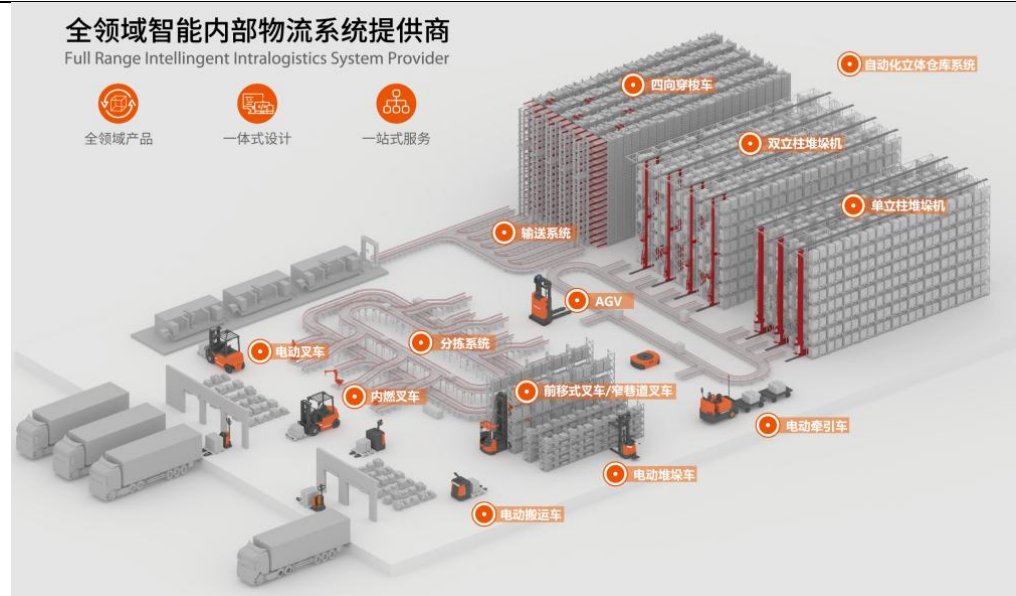 全领域智能内部物流系统提供商
Full Range Intellingent Intralogistics System Provider
全领域产品
一体式设计
一站式服务
自动化立体仓库系统
四向穿梭车
双立柱堆垛机
单立柱堆垛机
输送系统
AGV
分拣系统
电动叉车
内燃叉车
前移式叉车/窄巷道叉车
电动牵引车
电动堆垛车
电动搬运车